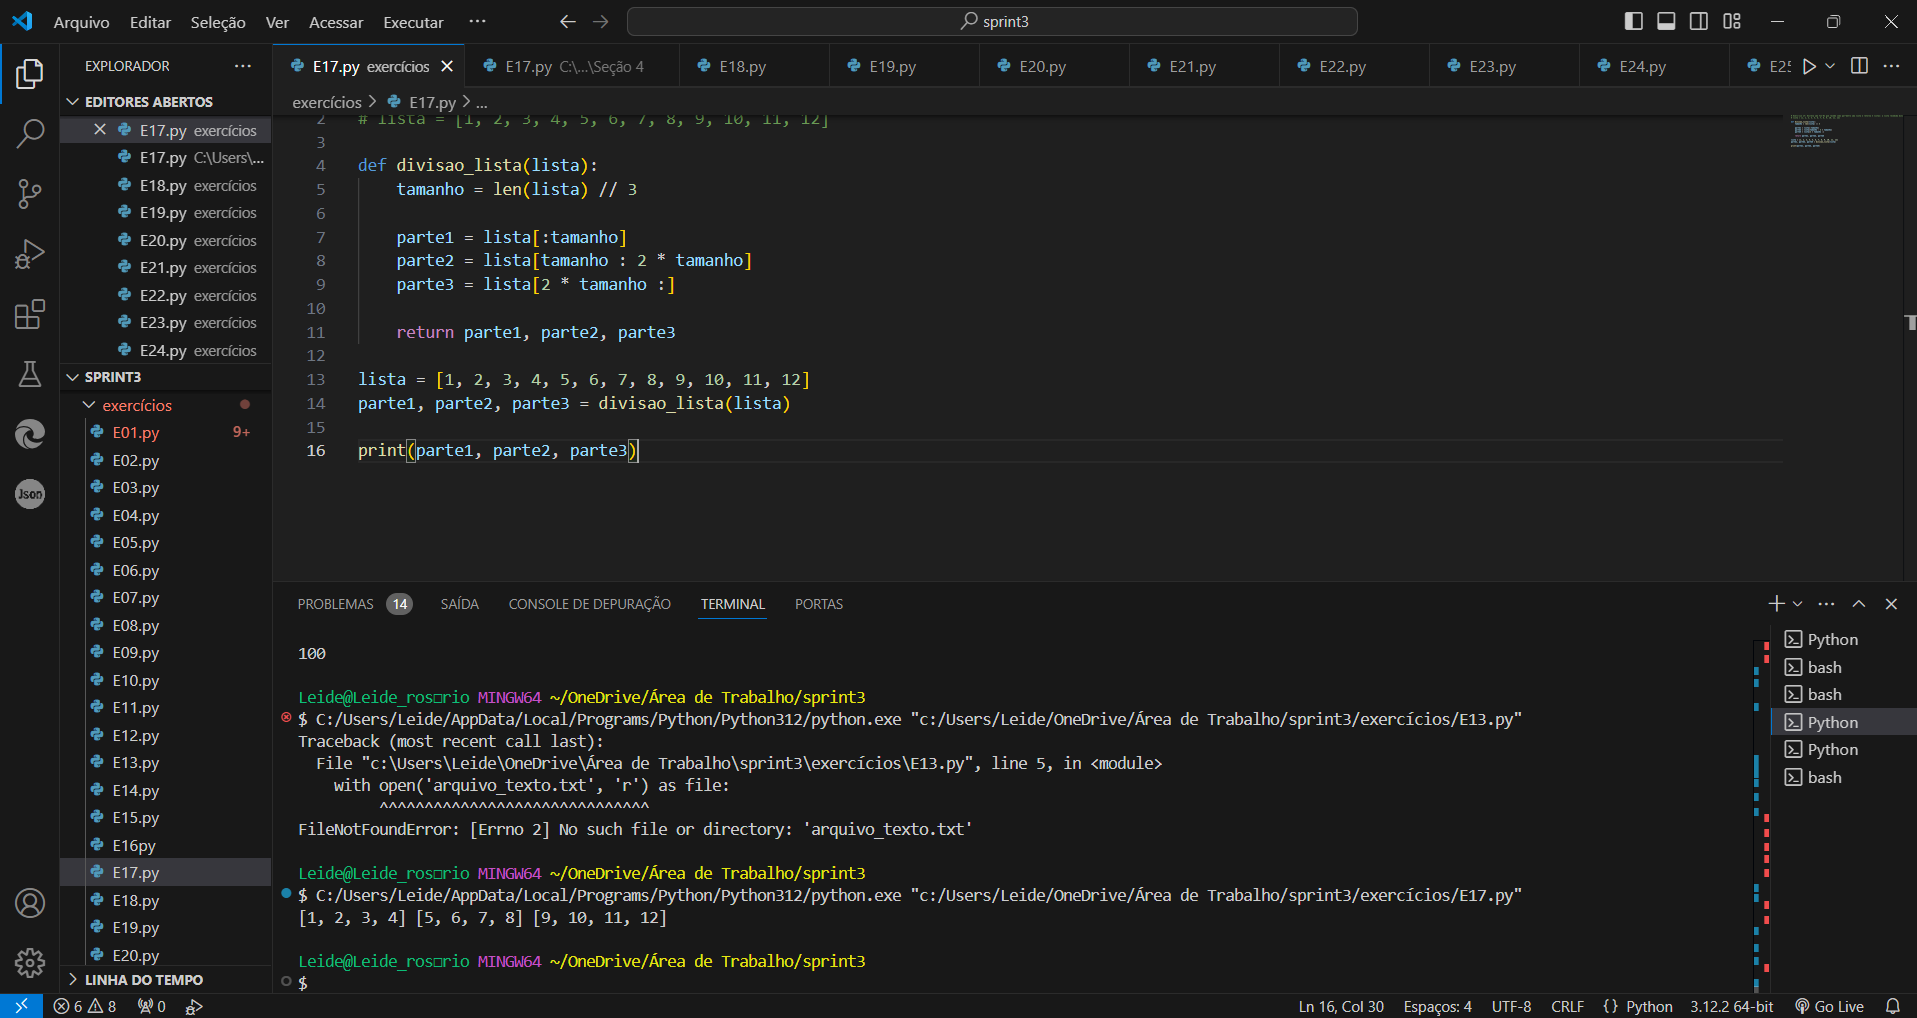 Arquivo Editar Seleção Ver Acessar Executar ··· sprint3
EXPLORADOR ···
EDITORES ABERTOS
E17.py exercícios
E17.py C:\Users\...
E18.py exercícios
E19.py exercícios
E20.py exercícios
E21.py exercícios
E22.py exercícios
E23.py exercícios
E24.py exercícios
SPRINT3
exercícios
E01.py 9+
E02.py
E03.py
E04.py
E05.py
E06.py
E07.py
E08.py
E09.py
E10.py
E11.py
E12.py
E13.py
E14.py
E15.py
E16py
E17.py
E18.py
E19.py
E20.py
LINHA DO TEMPO
Json
E17.py exercícios E17.py C:\...\Seção 4 E18.py E19.py E20.py E21.py E22.py E23.py E24.py E25
exercícios > E17.py > ...
2 # lista = [1, 2, 3, 4, 5, 6, 7, 8, 9, 10, 11, 12]
3
4 def divisao_lista(lista):
5 tamanho = len(lista) // 3
6
7 parte1 = lista[:tamanho]
8 parte2 = lista[tamanho : 2 * tamanho]
9 parte3 = lista[2 * tamanho :]
10
11 return parte1, parte2, parte3
12
13 lista = [1, 2, 3, 4, 5, 6, 7, 8, 9, 10, 11, 12]
14 parte1, parte2, parte3 = divisao_lista(lista)
15
16 print(parte1, parte2, parte3)
PROBLEMAS 14 SAÍDA CONSOLE DE DEPURAÇÃO TERMINAL PORTAS
100
Leide@Leide_ros□rio MINGW64 ~/OneDrive/Área de Trabalho/sprint3
$ C:/Users/Leide/AppData/Local/Programs/Python/Python312/python.exe "c:/Users/Leide/OneDrive/Área de Trabalho/sprint3/exercícios/E13.py"
Traceback (most recent call last):
File "c:\Users\Leide\OneDrive\Área de Trabalho\sprint3\exercícios\E13.py", line 5, in <module>
with open('arquivo_texto.txt', 'r') as file:
^^^^^^^^^^^^^^^^^^^^^^^^^^^^^^
FileNotFoundError: [Errno 2] No such file or directory: 'arquivo_texto.txt'
Leide@Leide_ros□rio MINGW64 ~/OneDrive/Área de Trabalho/sprint3
$ C:/Users/Leide/AppData/Local/Programs/Python/Python312/python.exe "c:/Users/Leide/OneDrive/Área de Trabalho/sprint3/exercícios/E17.py"
[1, 2, 3, 4] [5, 6, 7, 8] [9, 10, 11, 12]
Leide@Leide_ros□rio MINGW64 ~/OneDrive/Área de Trabalho/sprint3
$
Python
bash
bash
Python
Python
bash
6 8 0 Ln 16, Col 30 Espaços: 4 UTF-8 CRLF {} Python 3.12.2 64-bit Go Live